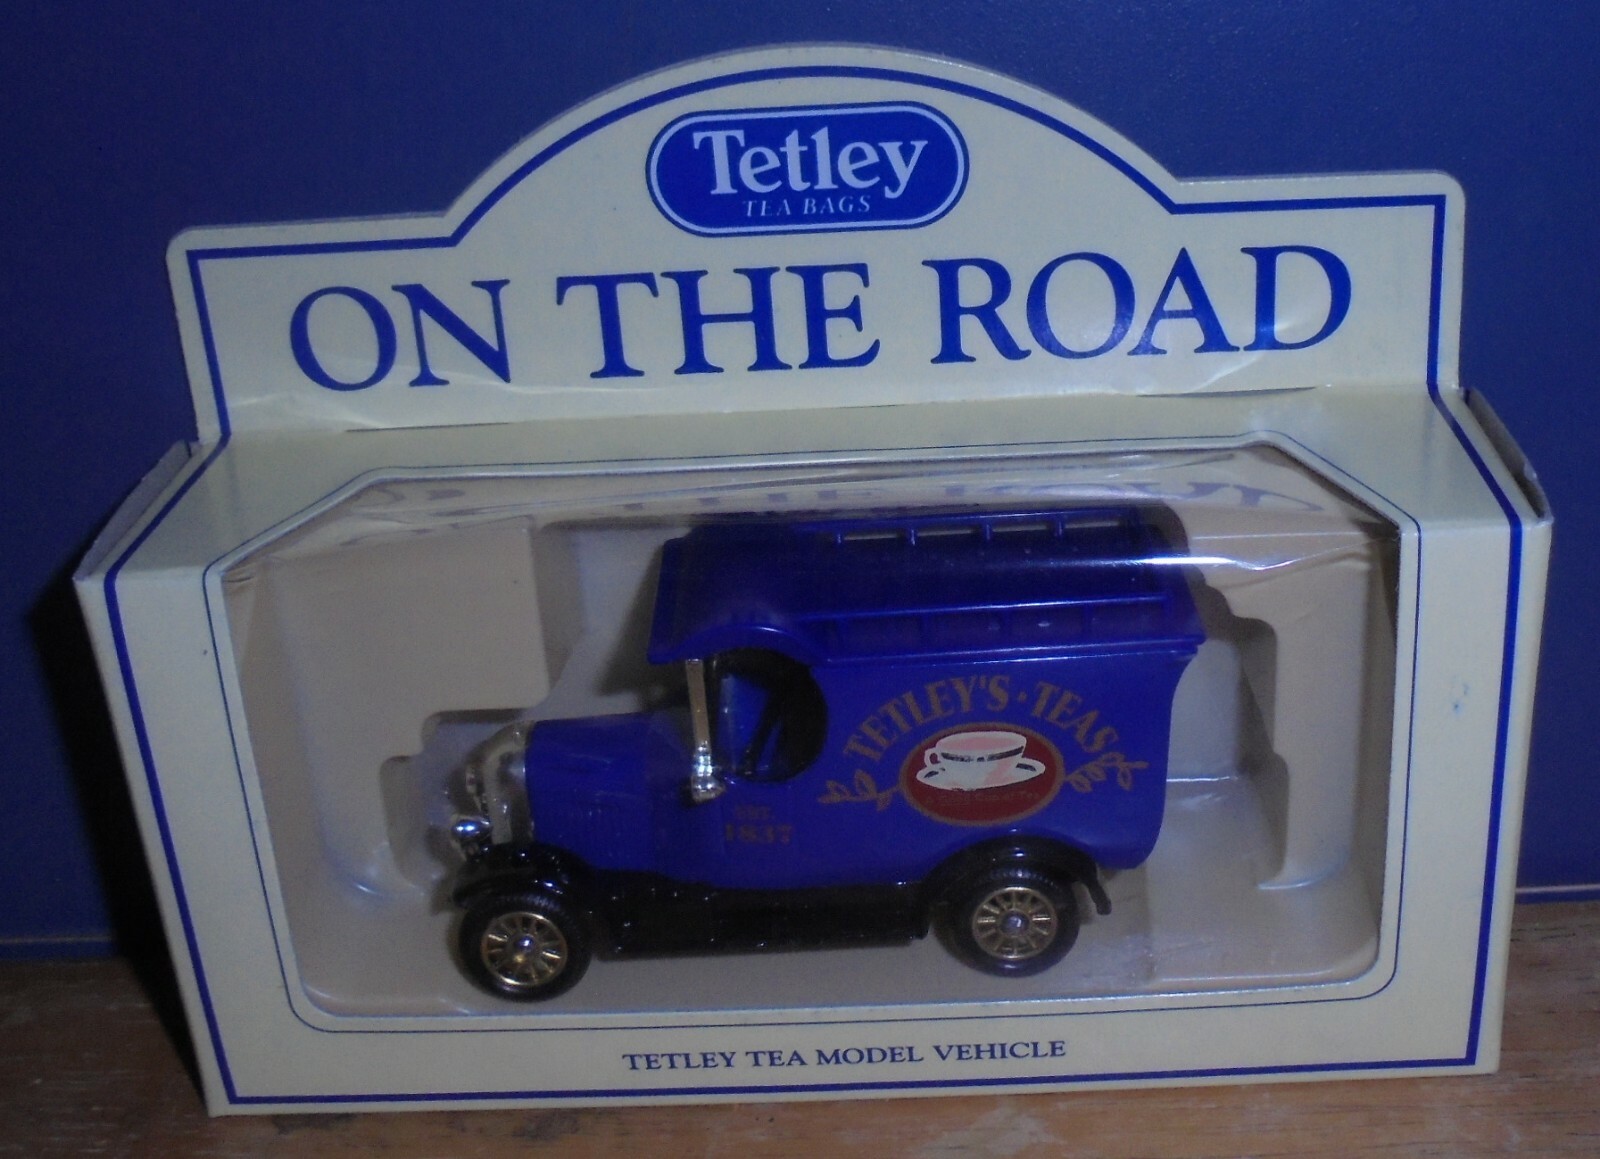 Tetley
TEA BAGS
ON THE ROAD
TETLEY'S · TEAS
EST.
1837
TETLEY TEA MODEL VEHICLE